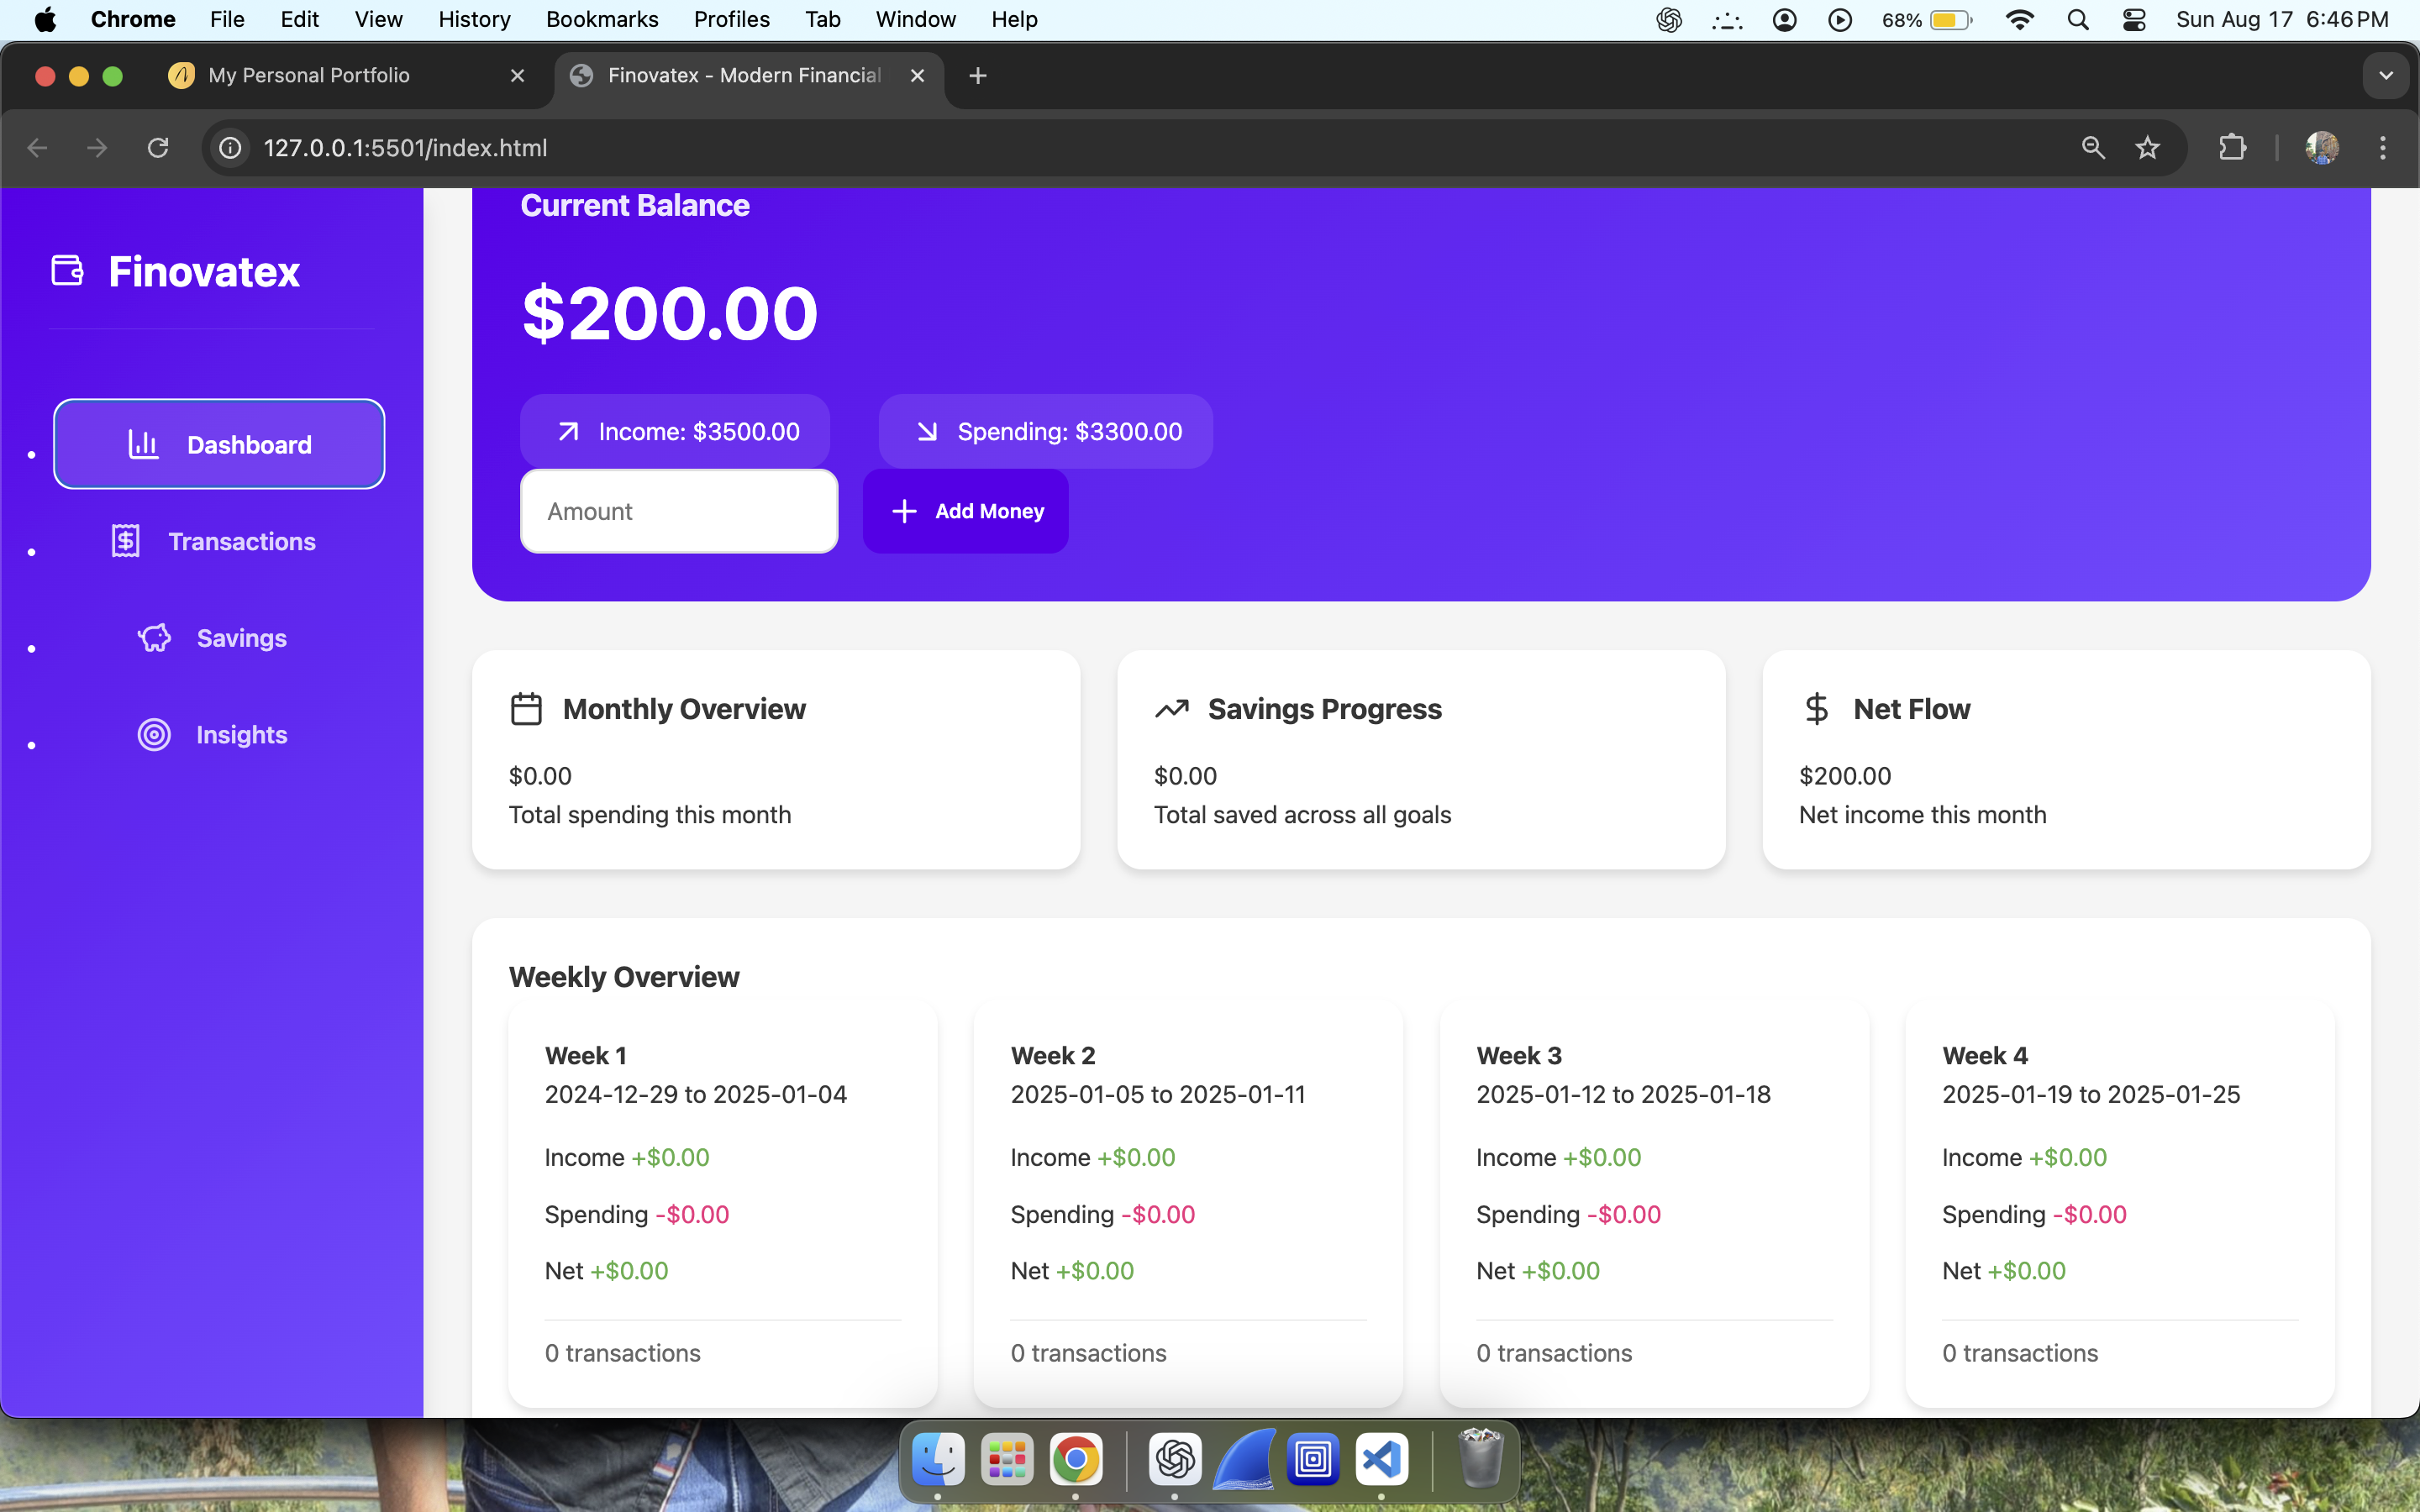 Chrome File Edit View History Bookmarks Profiles Tab Window Help 68% Sun Aug 17 6:46 PM
My Personal Portfolio Finovatex - Modern Financial
127.0.0.1:5501/index.html
Finovatex
Dashboard
Transactions
Savings
Insights
Current Balance
$200.00
Income: $3500.00 Spending: $3300.00
Amount Add Money
Monthly Overview
$0.00
Total spending this month
Savings Progress
$0.00
Total saved across all goals
Net Flow
$200.00
Net income this month
Weekly Overview
Week 1
2024-12-29 to 2025-01-04
Income +$0.00
Spending -$0.00
Net +$0.00
0 transactions
Week 2
2025-01-05 to 2025-01-11
Income +$0.00
Spending -$0.00
Net +$0.00
0 transactions
Week 3
2025-01-12 to 2025-01-18
Income +$0.00
Spending -$0.00
Net +$0.00
0 transactions
Week 4
2025-01-19 to 2025-01-25
Income +$0.00
Spending -$0.00
Net +$0.00
0 transactions